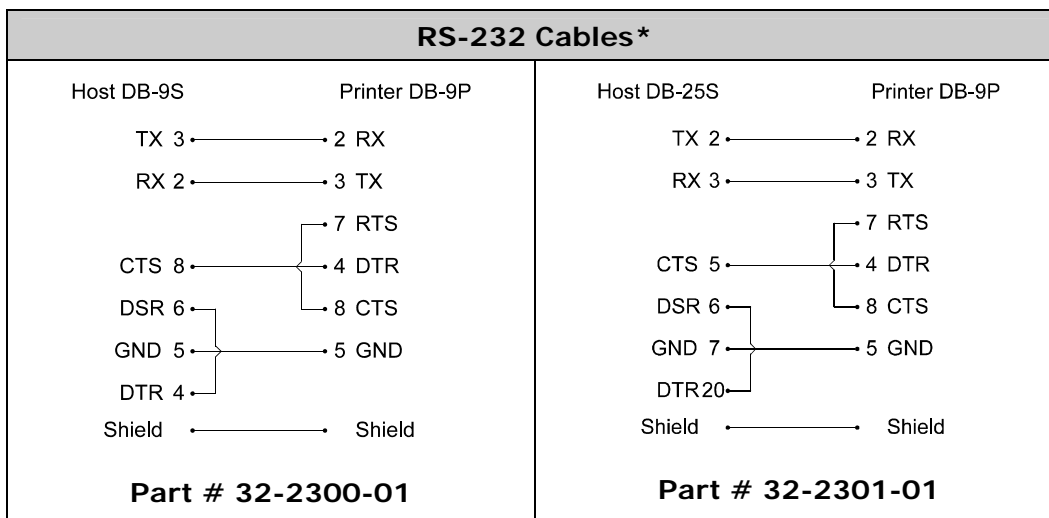 RS-232 Cables*
Host DB-9S Printer DB-9P
TX 3 2 RX
RX 2 3 TX
7 RTS
CTS 8 4 DTR
DSR 6 8 CTS
GND 5 5 GND
DTR 4
Shield Shield
Part # 32-2300-01
Host DB-25S Printer DB-9P
TX 2 2 RX
RX 3 3 TX
7 RTS
CTS 5 4 DTR
DSR 6 8 CTS
GND 7 5 GND
DTR 20
Shield Shield
Part # 32-2301-01